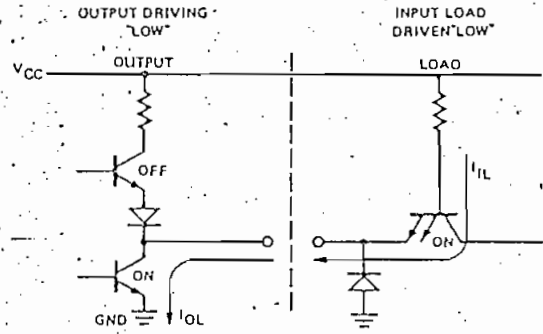 OUTPUT DRIVING
"LOW"
INPUT LOAD
DRIVEN "LOW"
VCC
OUTPUT
LOAD
OFF
IIL
ON
ON
GND
IOL